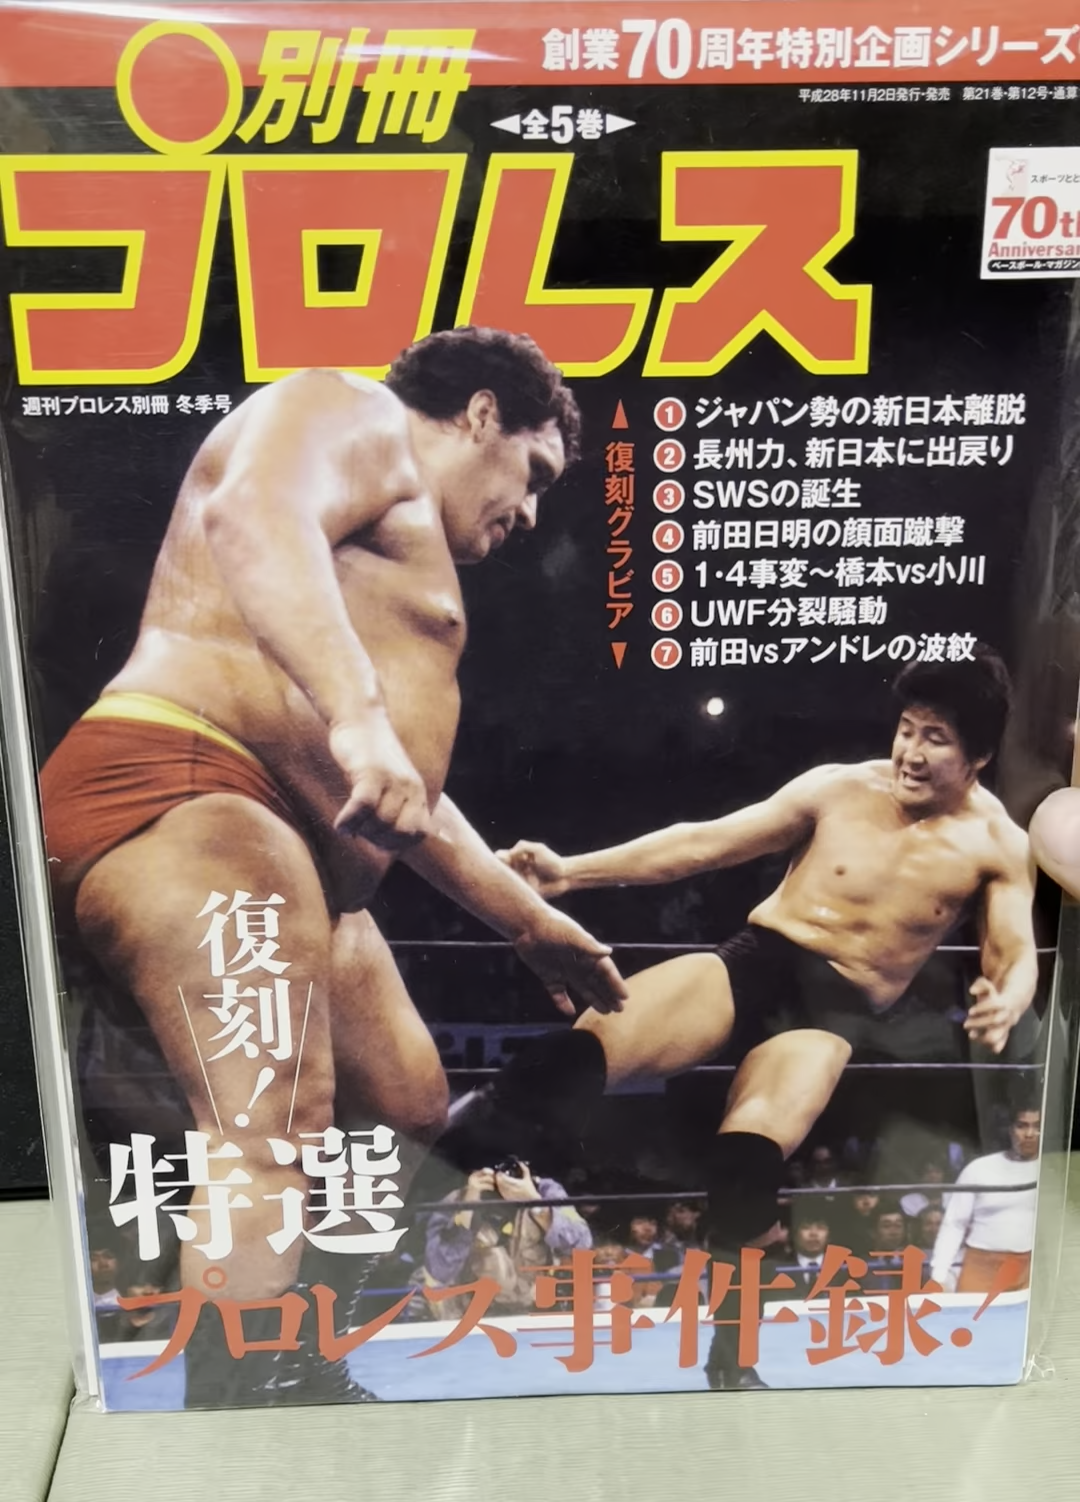 創業70周年特別企画シリーズ
別冊
◀全5巻▶
平成28年11月2日発行・発売 第21巻・第12号・通算
プロレス
スポーツとと
70th
Anniversar
ベースボール・マガジン
週刊プロレス別冊 冬季号
▲復刻グラビア▼
①ジャパン勢の新日本離脱
②長州力、新日本に出戻り
③SWSの誕生
④前田日明の顔面蹴撃
⑤1・4事変〜橋本vs小川
⑥UWF分裂騒動
⑦前田vsアンドレの波紋
復刻!
特選
プロレス事件録!